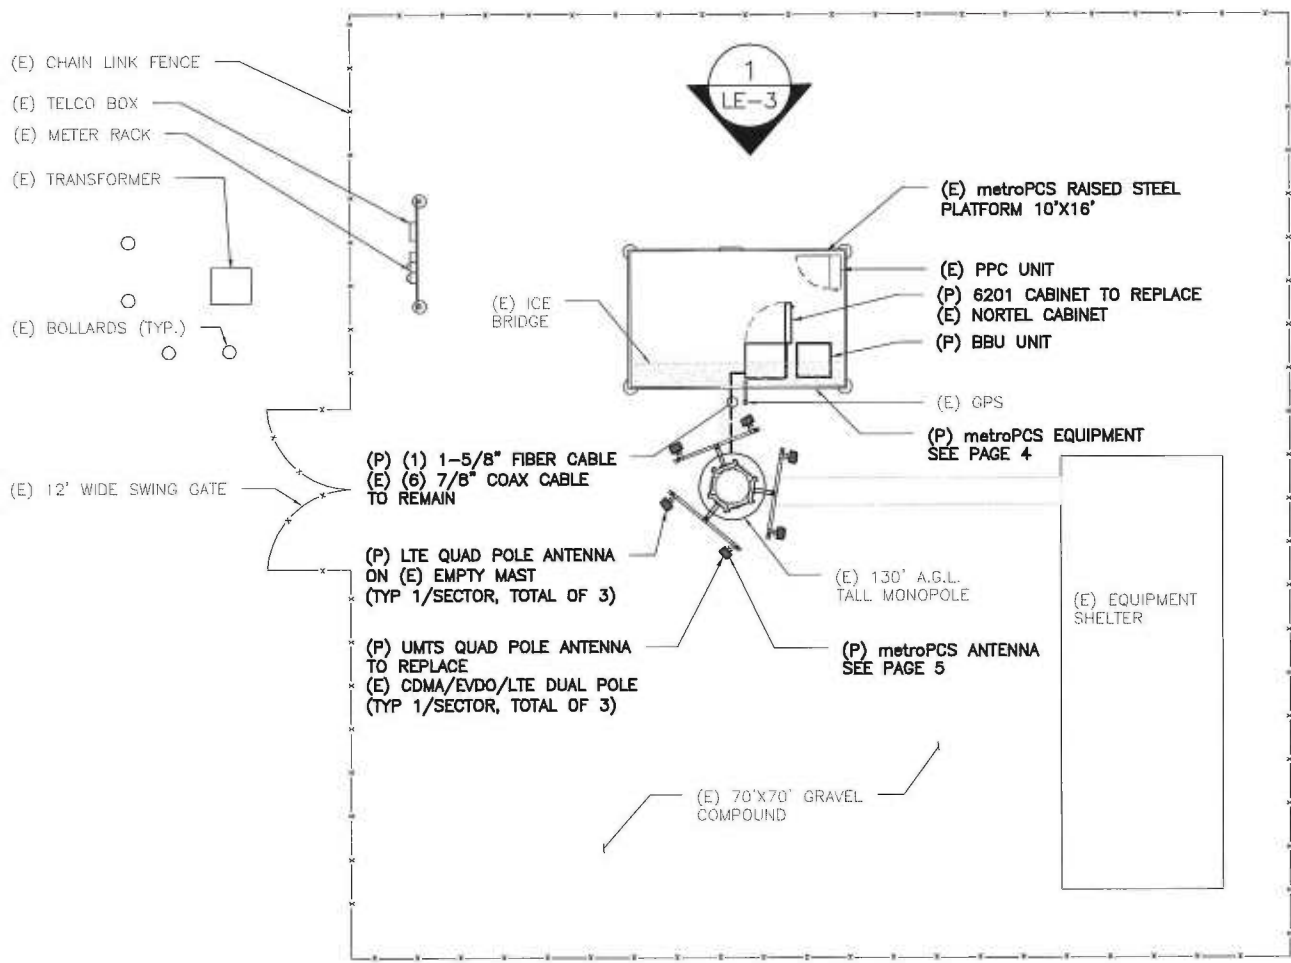 (E) CHAIN LINK FENCE
(E) TELCO BOX
(E) METER RACK
(E) TRANSFORMER
(E) BOLLARDS (TYP.)
(E) 12' WIDE SWING GATE
1
LE-3
(E) metroPCS RAISED STEEL
PLATFORM 10'X16'
(E) PPC UNIT
(P) 6201 CABINET TO REPLACE
(E) NORTEL CABINET
(P) BBU UNIT
(E) ICE
BRIDGE
(E) GPS
(P) metroPCS EQUIPMENT
SEE PAGE 4
(P) (1) 1-5/8" FIBER CABLE
(E) (6) 7/8" COAX CABLE
TO REMAIN
(P) LTE QUAD POLE ANTENNA
ON (E) EMPTY MAST
(TYP 1/SECTOR, TOTAL OF 3)
(E) 130' A.G.L.
TALL MONOPOLE
(E) EQUIPMENT
SHELTER
(P) UMTS QUAD POLE ANTENNA
TO REPLACE
(E) CDMA/EVDO/LTE DUAL POLE
(TYP 1/SECTOR, TOTAL OF 3)
(P) metroPCS ANTENNA
SEE PAGE 5
(E) 70'X70' GRAVEL
COMPOUND